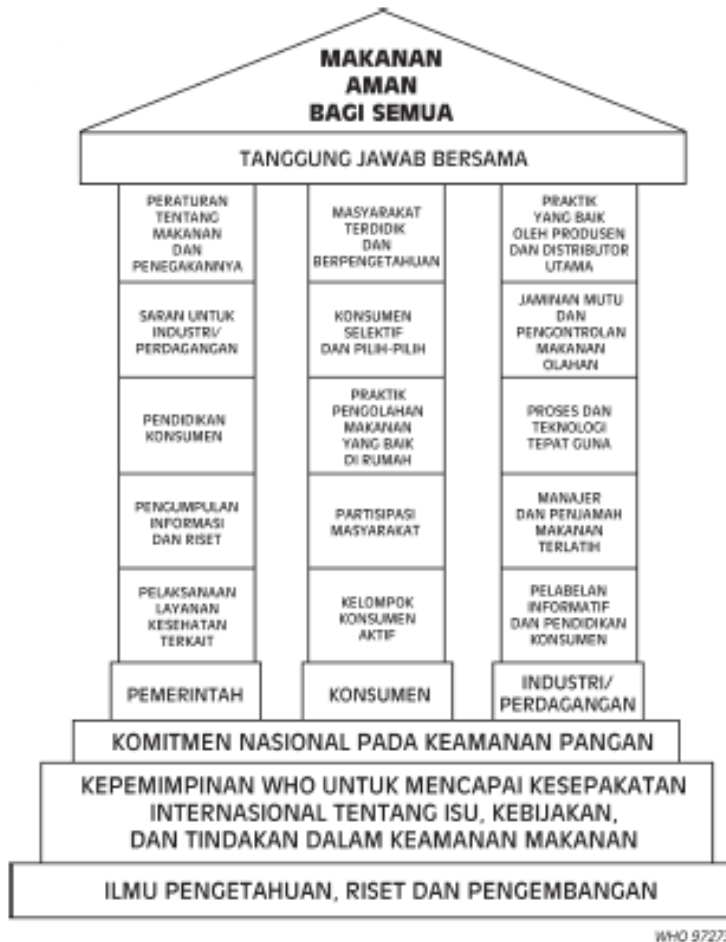 MAKANAN
AMAN
BAGI SEMUA
TANGGUNG JAWAB BERSAMA
PERATURAN
TENTANG
MAKANAN
DAN
PENEGAKANNYA
SARAN UNTUK
INDUSTRI/
PERDAGANGAN
PENDIDIKAN
KONSUMEN
PENGUMPULAN
INFORMASI
DAN RISET
PELAKSANAAN
LAYANAN
KESEHATAN
TERKAIT
PEMERINTAH
MASYARAKAT
TERDIDIK
DAN
BERPENGETAHUAN
KONSUMEN
SELEKTIF
DAN PILIH-PILIH
PRAKTIK
PENGOLAHAN
MAKANAN
YANG BAIK
DI RUMAH
PARTISIPASI
MASYARAKAT
KELOMPOK
KONSUMEN
AKTIF
KONSUMEN
PRAKTIK
YANG BAIK
OLEH PRODUSEN
DAN DISTRIBUTOR
UTAMA
JAMINAN MUTU
DAN
PENGONTROLAN
MAKANAN
OLAHAN
PROSES DAN
TEKNOLOGI
TEPAT GUNA
MANAJER
DAN PENJAMAH
MAKANAN
TERLATIH
PELABELAN
INFORMATIF
DAN PENDIDIKAN
KONSUMEN
INDUSTRI/
PERDAGANGAN
KOMITMEN NASIONAL PADA KEAMANAN PANGAN
KEPEMIMPINAN WHO UNTUK MENCAPAI KESEPAKATAN
INTERNASIONAL TENTANG ISU, KEBIJAKAN,
DAN TINDAKAN DALAM KEAMANAN MAKANAN
ILMU PENGETAHUAN, RISET DAN PENGEMBANGAN
WHO